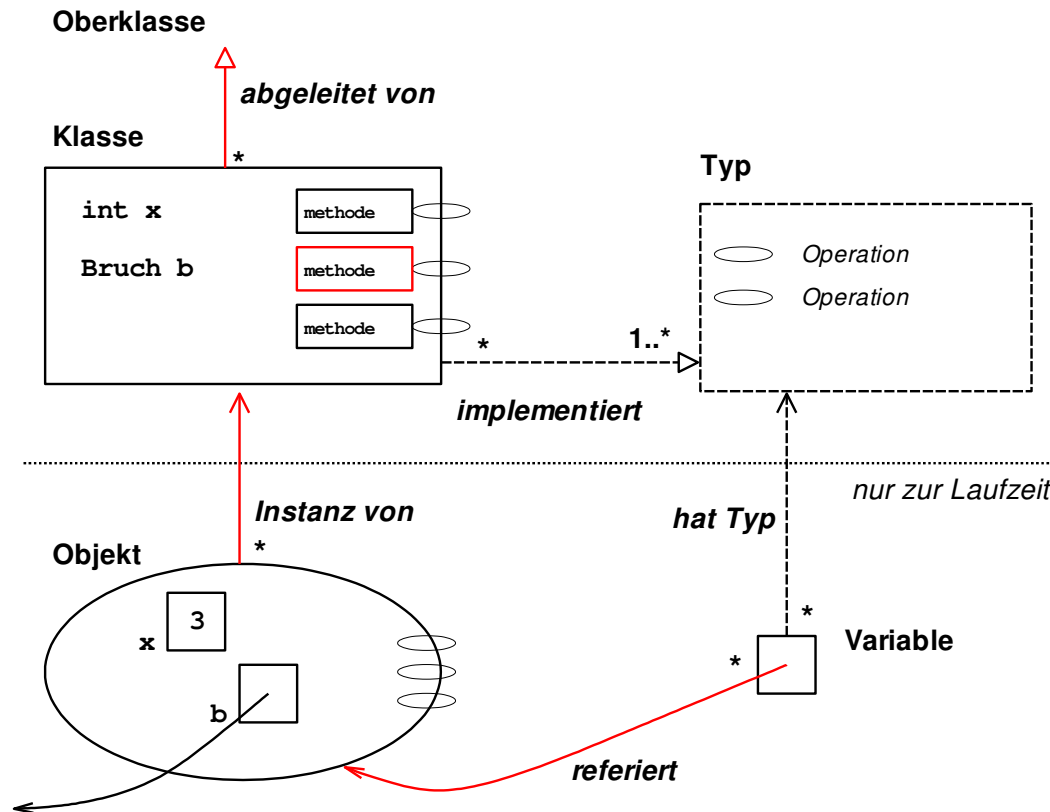 Oberklasse
abgeleitet von
Klasse
*
Typ
int x
methode
Bruch b
methode
Operation
Operation
methode
*
1..*
implementiert
nur zur Laufzeit
Instanz von
hat Typ
*
Objekt
3
x
*
Variable
*
b
referiert